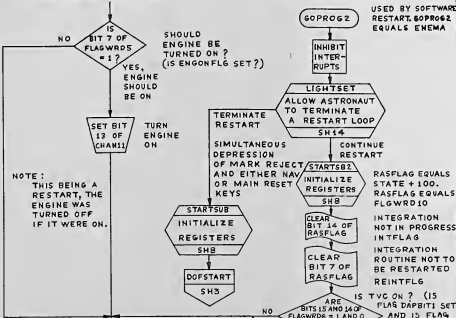 IS
BIT 7 OF
FLAGWRD5
= 1?
NO
YES,
ENGINE
SHOULD
BE ON
SHOULD
ENGINE BE
TURNED ON ?
(IS ENGONFLG SET?)
SET BIT
13 OF
CHAN11
TURN
ENGINE
ON
NOTE :
THIS BEING A
RESTART, THE
ENGINE WAS
TURNED OFF
IF IT WERE ON.
GOPROG2
USED BY SOFTWARE
RESTART. GOPROG2
EQUALS ENEMA
INHIBIT
INTER-
RUPTS
LIGHTSET
ALLOW ASTRONAUT
TO TERMINATE
A RESTART LOOP
SH14
TERMINATE
RESTART
SIMULTANEOUS
DEPRESSION
OF MARK REJECT
AND EITHER NAV
OR MAIN RESET
KEYS
CONTINUE
RESTART
STARTSUB
INITIALIZE
REGISTERS
SH8
DOFSTART
SH3
STARTSB2
INITIALIZE
REGISTERS
SH8
RASFLAG EQUALS
STATE + 100.
RASFLAG EQUALS
FLGWRD10
CLEAR
BIT 14 OF
RASFLAG
INTEGRATION
NOT IN PROGRESS
INTFLAG
CLEAR
BIT 7 OF
RASFLAG
INTEGRATION
ROUTINE NOT TO
BE RESTARTED
REINTFLG
NO
ARE
BITS 15 AND 16 OF
FLAGWRD6 = 1 AND 0
IS TVC ON ? (IS
FLAG DAPBIT1 SET
AND IS FLAG